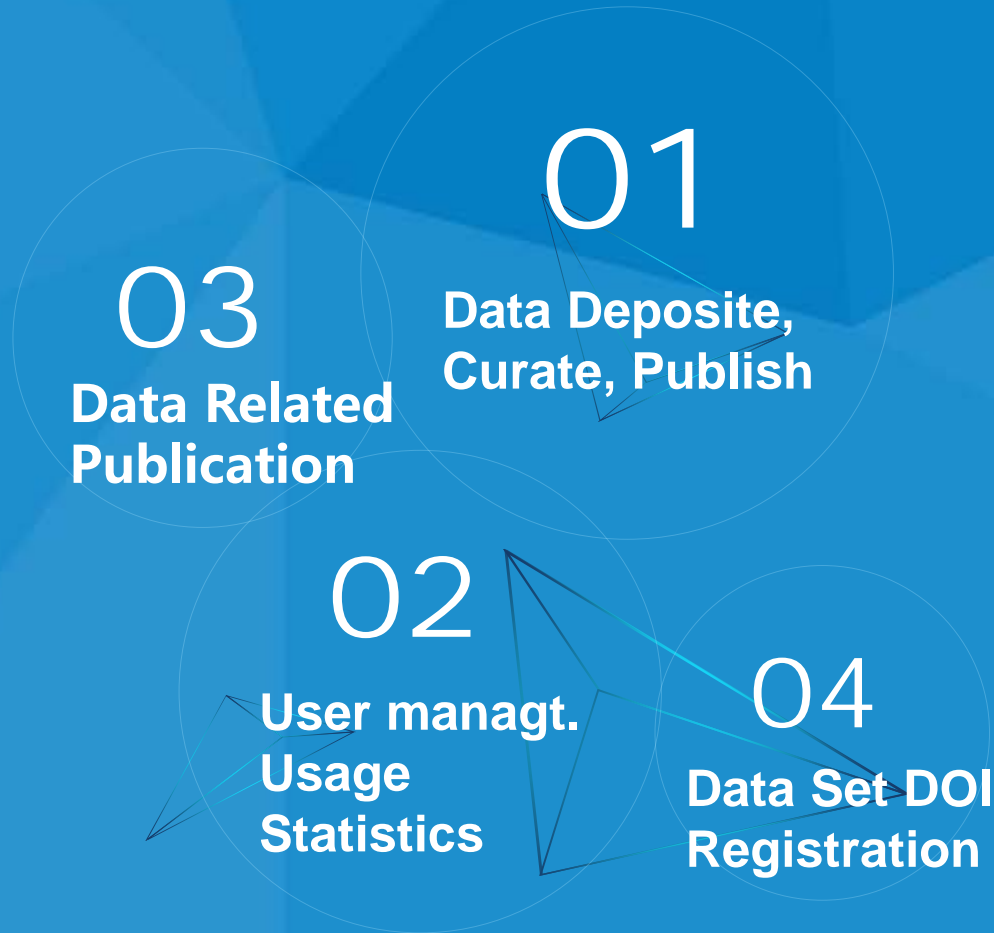 01
Data Deposite,
Curate, Publish
03
Data Related
Publication
02
User managt.
Usage
Statistics
04
Data Set DOI
Registration